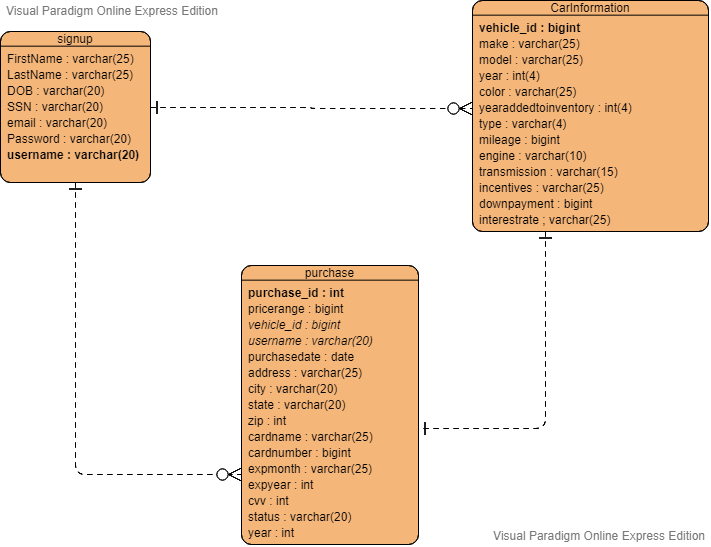 Visual Paradigm Online Express Edition
signup
FirstName : varchar(25)
LastName : varchar(25)
DOB : varchar(20)
SSN : varchar(20)
email : varchar(20)
Password : varchar(20)
username : varchar(20)
CarInformation
vehicle_id : bigint
make : varchar(25)
model : varchar(25)
year : int(4)
color : varchar(25)
yearaddedtoinventory : int(4)
type : varchar(4)
mileage : bigint
engine : varchar(10)
transmission : varchar(15)
incentives : varchar(25)
downpayment : bigint
interestrate ; varchar(25)
purchase
purchase_id : int
pricerange : bigint
vehicle_id : bigint
username : varchar(20)
purchasedate : date
address : varchar(25)
city : varchar(20)
state : varchar(20)
zip : int
cardname : varchar(25)
cardnumber : bigint
expmonth : varchar(25)
expyear : int
cvv : int
status : varchar(20)
year : int
Visual Paradigm Online Express Edition